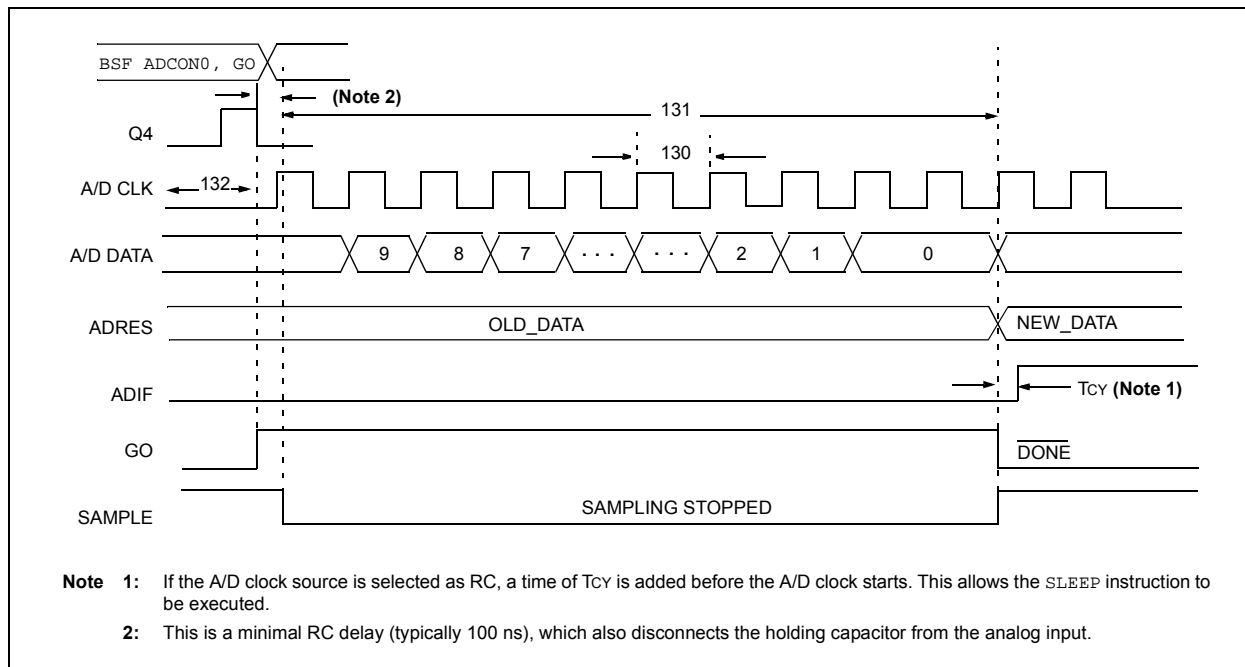 BSF ADCON0, GO
(Note 2)
131
Q4
130
A/D CLK
132
A/D DATA
9 8 7 . . . . . . 2 1 0
ADRES
OLD_DATA
NEW_DATA
ADIF
TCY (Note 1)
GO
DONE
SAMPLE
SAMPLING STOPPED
Note 1: If the A/D clock source is selected as RC, a time of TCY is added before the A/D clock starts. This allows the SLEEP instruction to
be executed.
2: This is a minimal RC delay (typically 100 ns), which also disconnects the holding capacitor from the analog input.